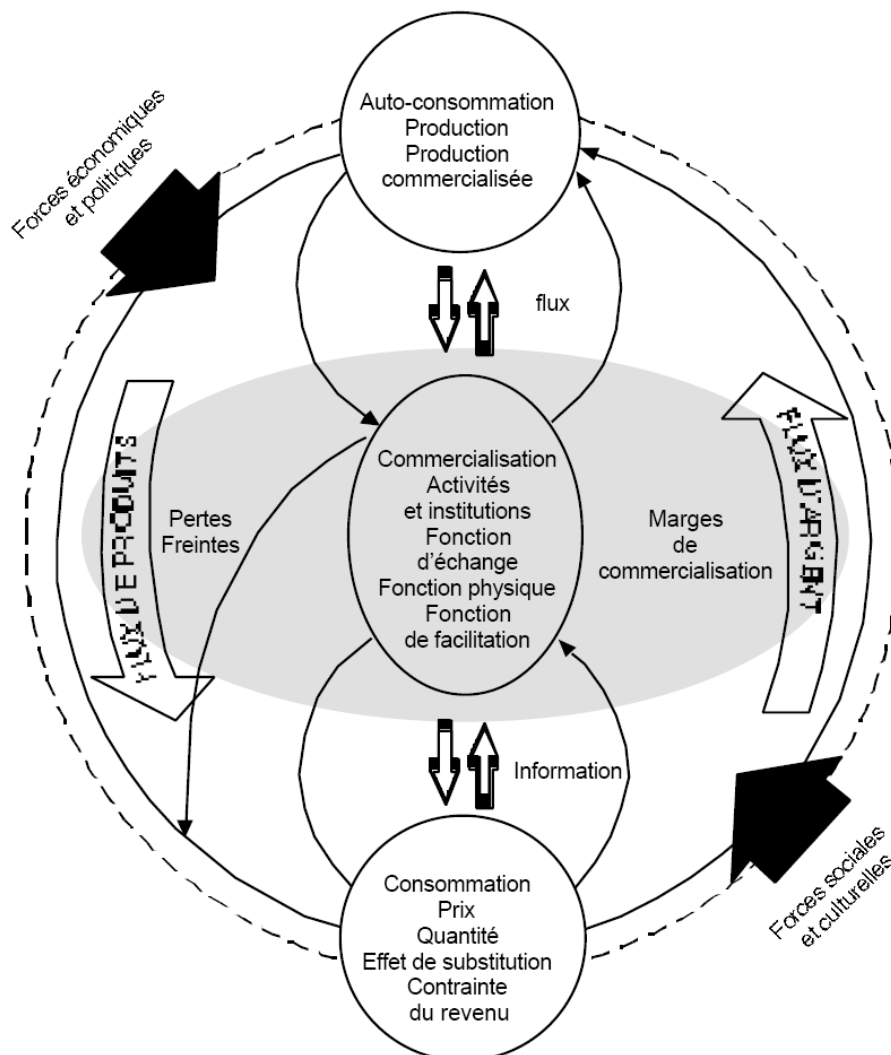 Forces économiques
et politiques
Auto-consommation
Production
Production
commercialisée
flux
FLUX DE PRODUITS
Pertes
Freintes
Commercialisation
Activités
et institutions
Fonction
d'échange
Fonction physique
Fonction
de facilitation
Marges
de
commercialisation
FLUX D'ARGENT
Information
Consommation
Prix
Quantité
Effet de substitution
Contrainte
du revenu
Forces sociales
et culturelles